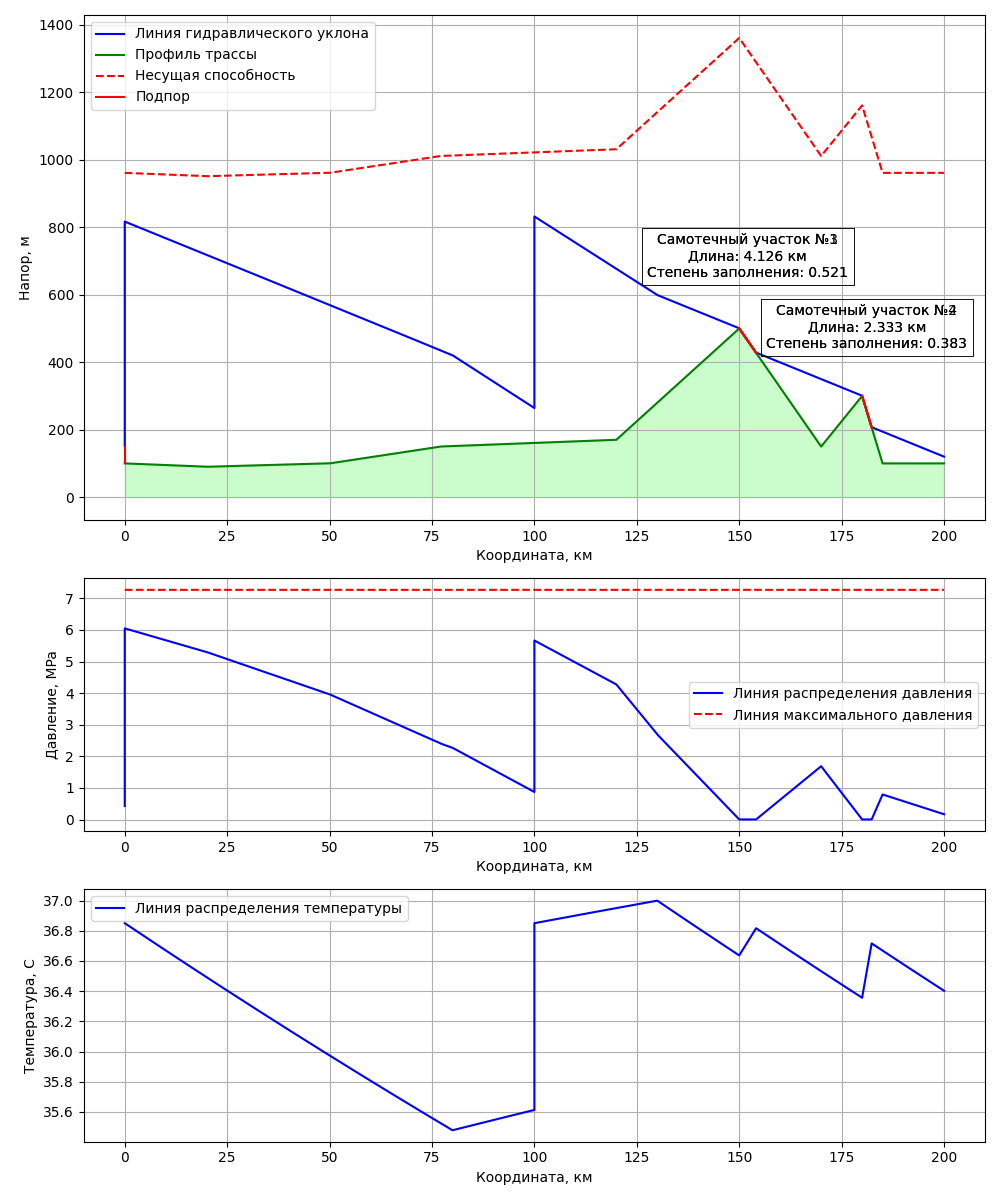 Линия гидравлического уклона
Профиль трассы
Несущая способность
Подпор
1400
1200
1000
800
600
400
200
0
Напор, м
Самотечный участок
Длина: 4.126 км
Степень заполнения: 0.521
Самотечный участок
Длина: 2.333 км
Степень заполнения: 0.383
0 25 50 75 100 125 150 175 200
Координата, км
7
6
5
4
3
2
1
0
Давление, MPa
Линия распределения давления
Линия максимального давления
0 25 50 75 100 125 150 175 200
Координата, км
Линия распределения температуры
37.0
36.8
36.6
36.4
36.2
36.0
35.8
35.6
Температура, С
0 25 50 75 100 125 150 175 200
Координата, км